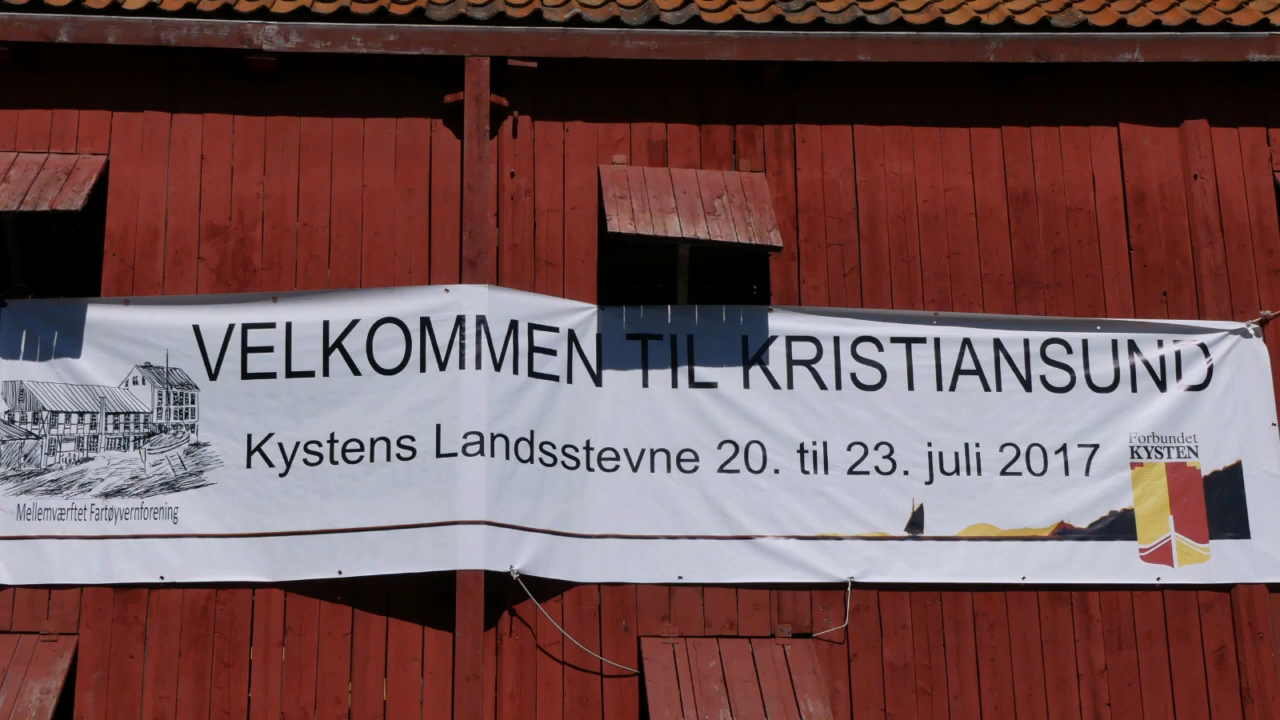 VELKOMMEN TIL KRISTIANSUND
Kystens Landsstevne 20. til 23. juli 2017
Forbundet
KYSTEN
Mellemværftet Fartøyvernforening